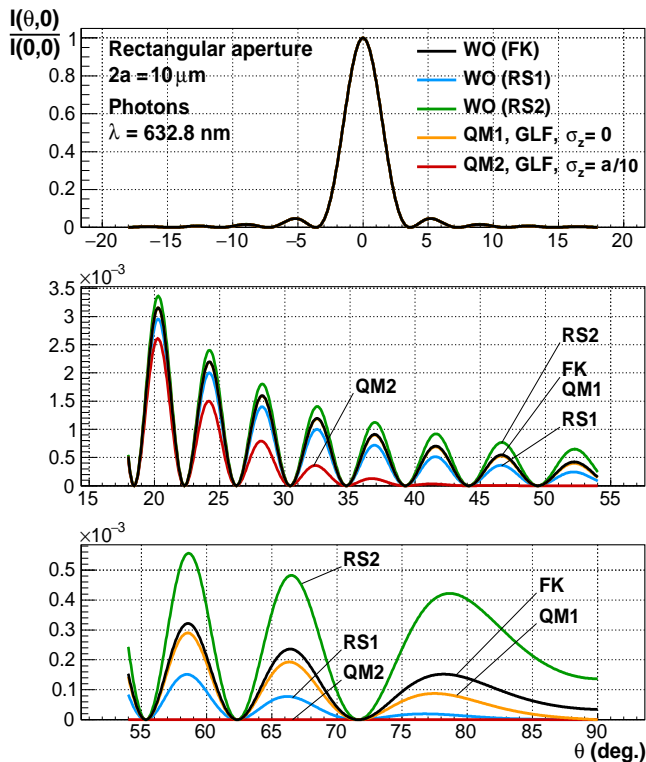 I(θ,0)
I(0,0)
Rectangular aperture
2a = 10 μm
Photons
λ = 632.8 nm
WO (FK)
WO (RS1)
WO (RS2)
QM1, GLF, σz = 0
QM2, GLF, σz = a/10
1
0.8
0.6
0.4
0.2
0
−20 −15 −10 −5 0 5 10 15 20
×10−3
3.5
3
2.5
2
1.5
1
0.5
0
QM2
RS2
FK
QM1
RS1
15 20 25 30 35 40 45 50 55
×10−3
0.5
0.4
0.3
0.2
0.1
0
RS2
RS1
QM2
FK
QM1
55 60 65 70 75 80 85 90
θ (deg.)